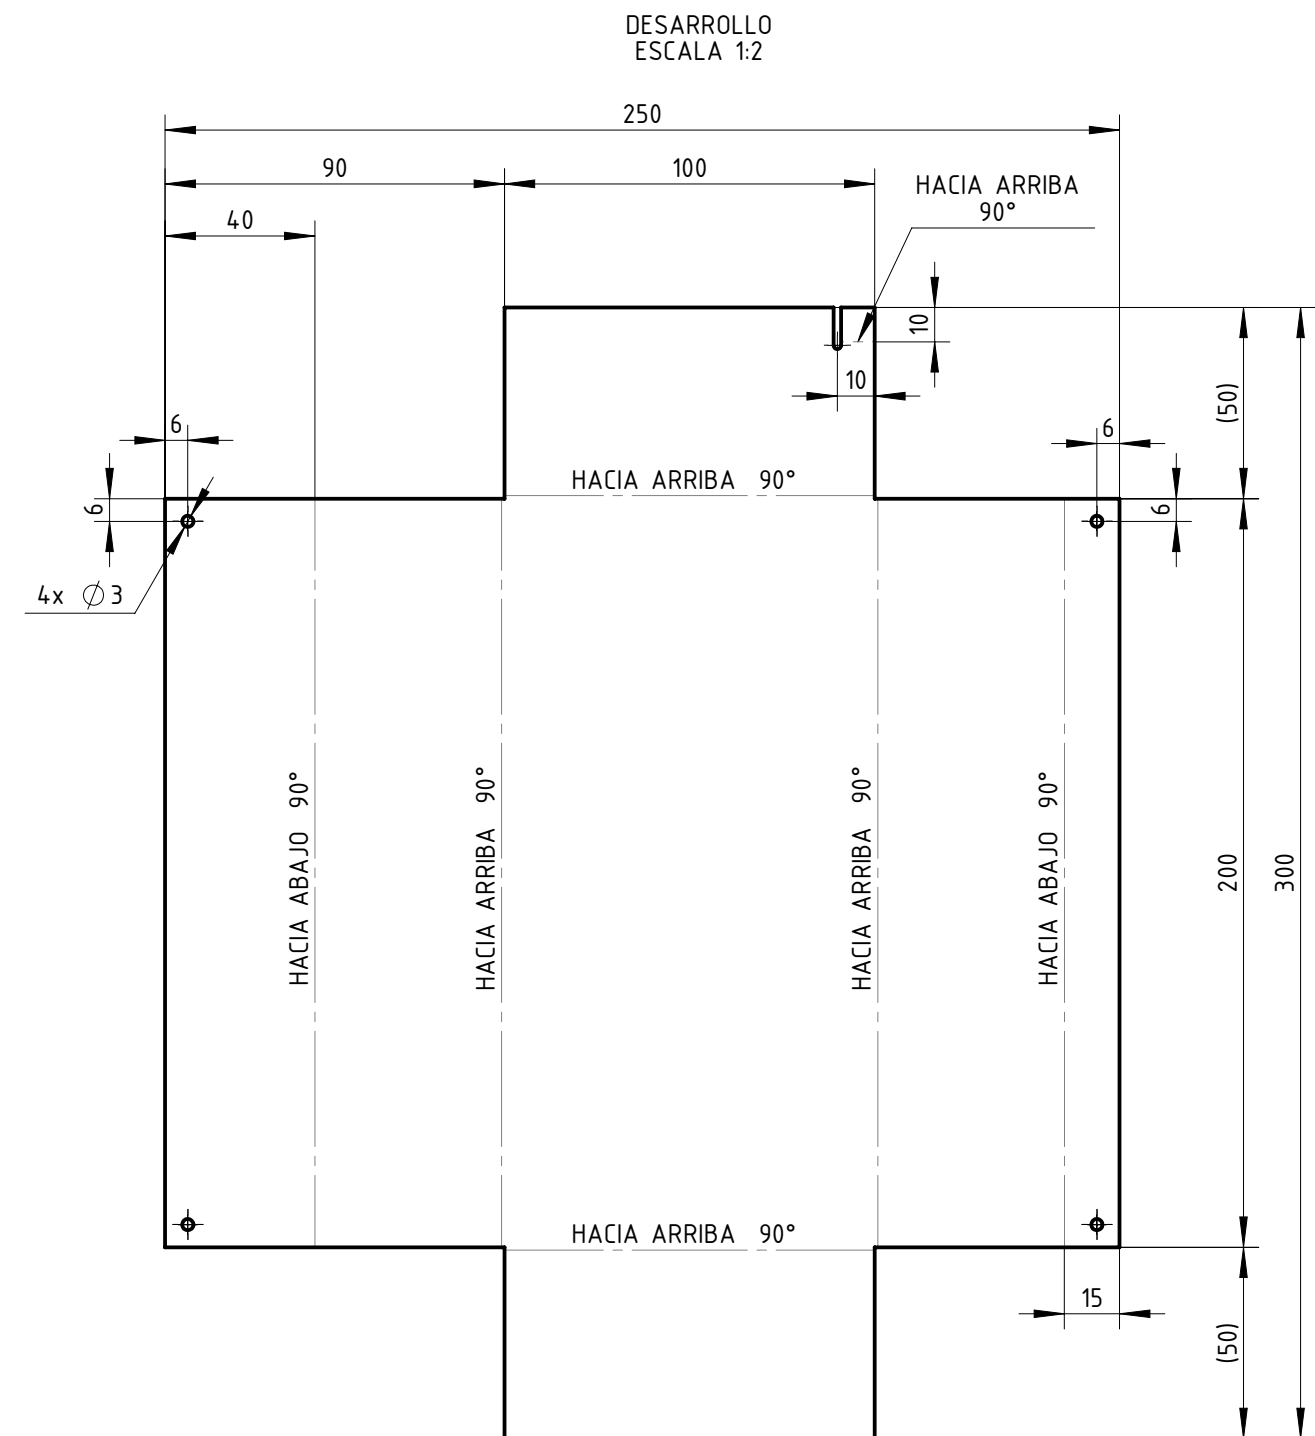 DESARROLLO
ESCALA 1:2
250
90
100
HACIA ARRIBA
90°
40
10
10
(50)
6
6
HACIA ARRIBA 90°
6
6
4x ∅3
HACIA ABAJO 90°
HACIA ARRIBA 90°
HACIA ARRIBA 90°
HACIA ABAJO 90°
200
300
HACIA ARRIBA 90°
15
(50)